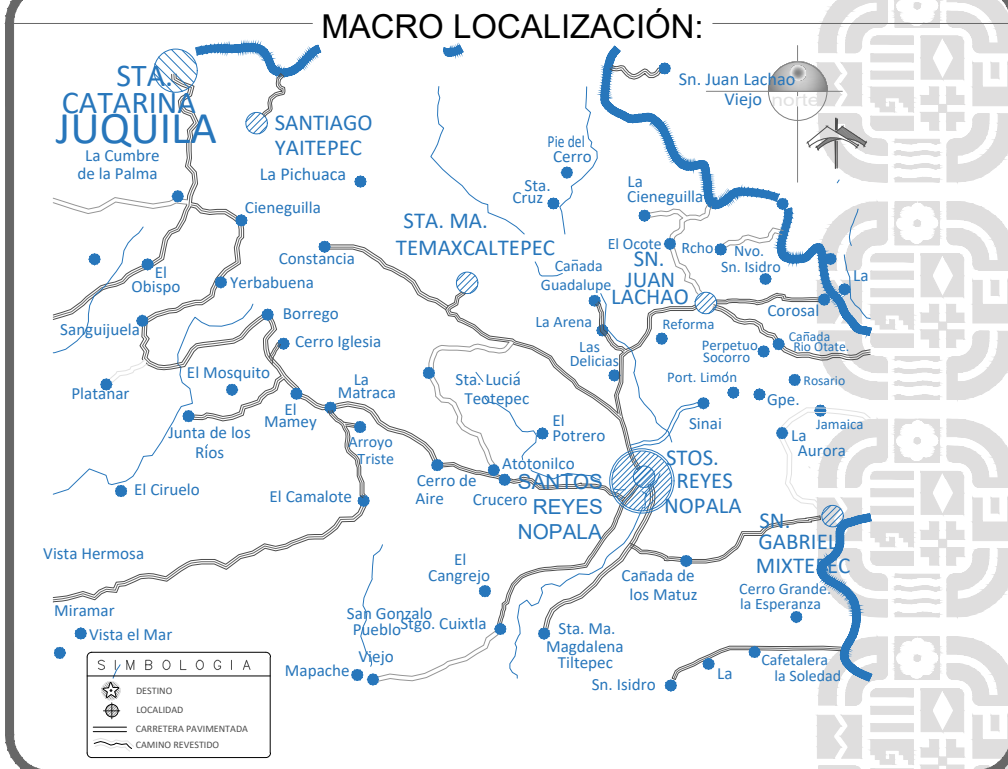 MACRO LOCALIZACIÓN:
STA.
CATARINA
JUQUILA
Sn. Juan Lachao
Viejo
norte
SANTIAGO
YAITEPEC
La Cumbre
de la Palma
La Pichuaca
Pie del
Cerro
Sta.
Cruz
La
Cieneguilla
Cieneguilla
STA. MA.
TEMAXCALTEPEC
Constancia
El Ocote
Rcho
Nvo.
Sn. Isidro
SN.
JUAN
LACHAO
Cañada
Guadalupe
El
Obispo
Yerbabuena
La
Corosal
Sanguijuela
Borrego
La Arena
Reforma
Cerro Iglesia
Las
Delicias
Perpetuo
Socorro
Cañada
Rio Otate.
Platanar
El Mosquito
La
Matraca
Sta. Luciá
Teotepec
Port. Limón
Rosario
Gpe.
El
Mamey
Junta de los
Ríos
Arroyo
Triste
El
Potrero
Sinai
Jamaica
La
Aurora
El Ciruelo
El Camalote
Cerro de
Aire
Atotonilco
Crucero
SANTOS
REYES
NOPALA
STOS.
REYES
NOPALA
SN.
GABRIEL
MIXTEPEC
Vista Hermosa
El
Cangrejo
Cañada de
los Matuz
Cerro Grande.
la Esperanza
Miramar
Vista el Mar
San Gonzalo
Pueblo
Viejo
Stgo. Cuixtla
Sta. Ma.
Magdalena
Tiltepec
Mapache
Sn. Isidro
La
Cafetalera
la Soledad
SIMBOLOGIA
DESTINO
LOCALIDAD
CARRETERA PAVIMENTADA
CAMINO REVESTIDO